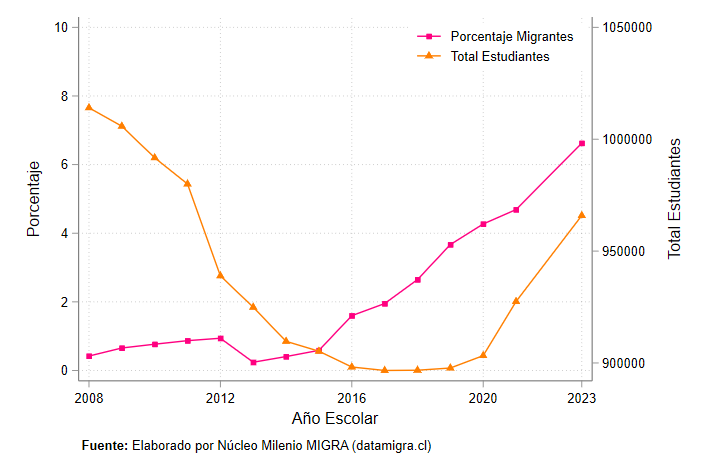 Porcentaje Migrantes
Total Estudiantes
10
8
6
4
2
0
Porcentaje
1050000
1000000
950000
900000
Total Estudiantes
2008
2012
2016
2020
2023
Año Escolar
Fuente: Elaborado por Núcleo Milenio MIGRA (datamigra.cl)